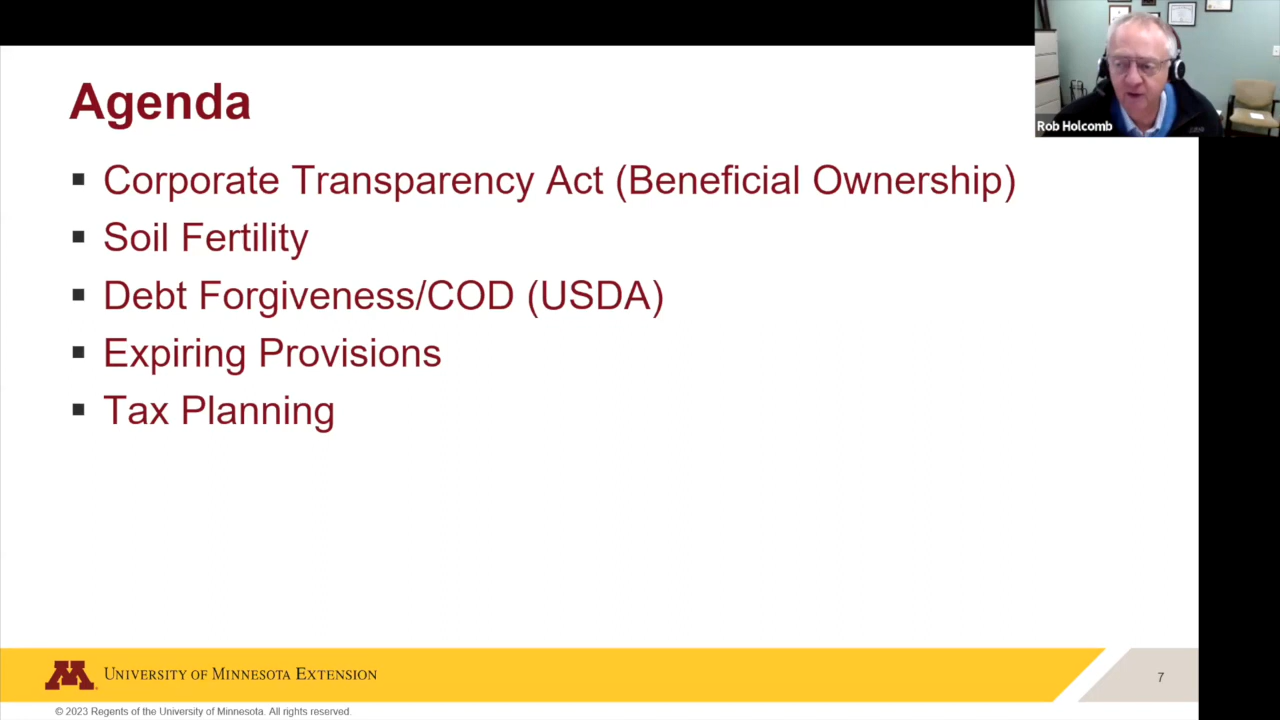 Agenda
Rob Holcomb
▪ Corporate Transparency Act (Beneficial Ownership)
▪ Soil Fertility
▪ Debt Forgiveness/COD (USDA)
▪ Expiring Provisions
▪ Tax Planning
M
UNIVERSITY OF MINNESOTA EXTENSION
7
© 2023 Regents of the University of Minnesota. All rights reserved.